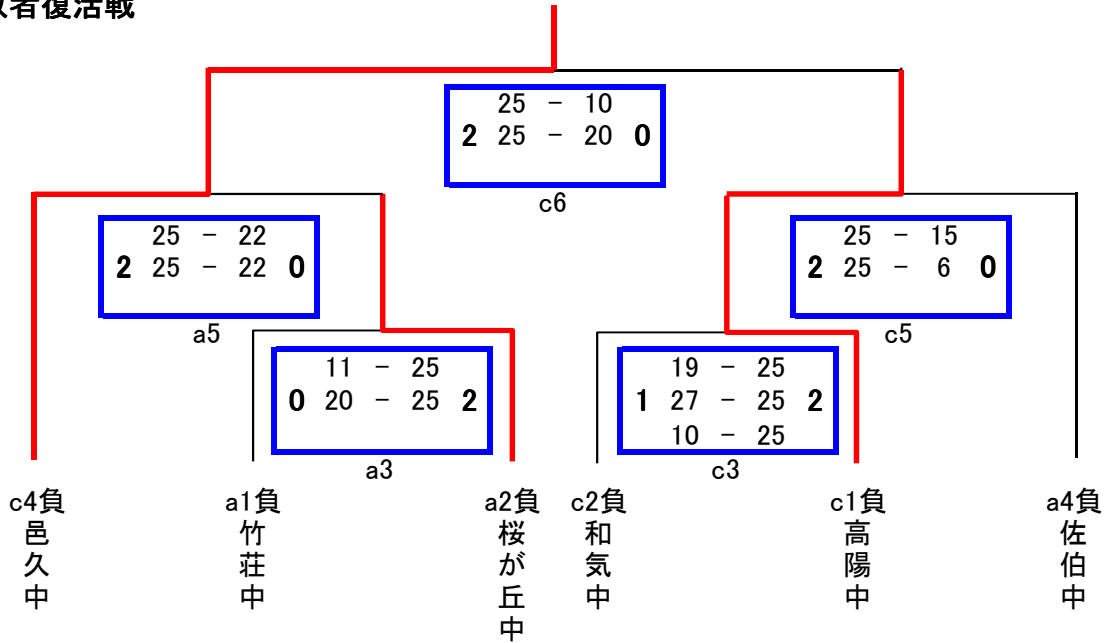 者復活戦
25 - 10
2 25 - 20 0
c6
25 - 22
2 25 - 22 0
a5
25 - 15
2 25 - 6 0
c5
11 - 25
0 20 - 25 2
a3
19 - 25
1 27 - 25 2
10 - 25
c3
c4負
邑久中
a1負
竹荘中
a2負
桜が丘中
c2負
和気中
c1負
高陽中
a4負
佐伯中